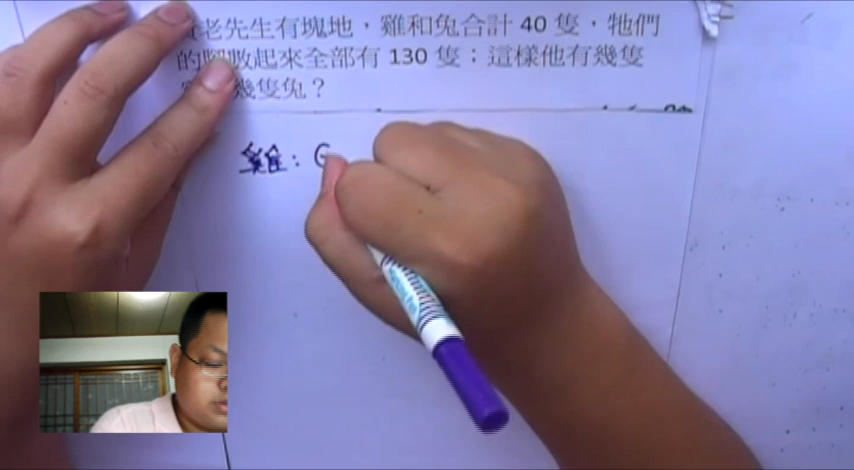 老先生有塊地，雞和兔合計 40 隻，牠們
的腳數起來全部有 130 隻；這樣他有幾隻
幾隻兔？
雞：